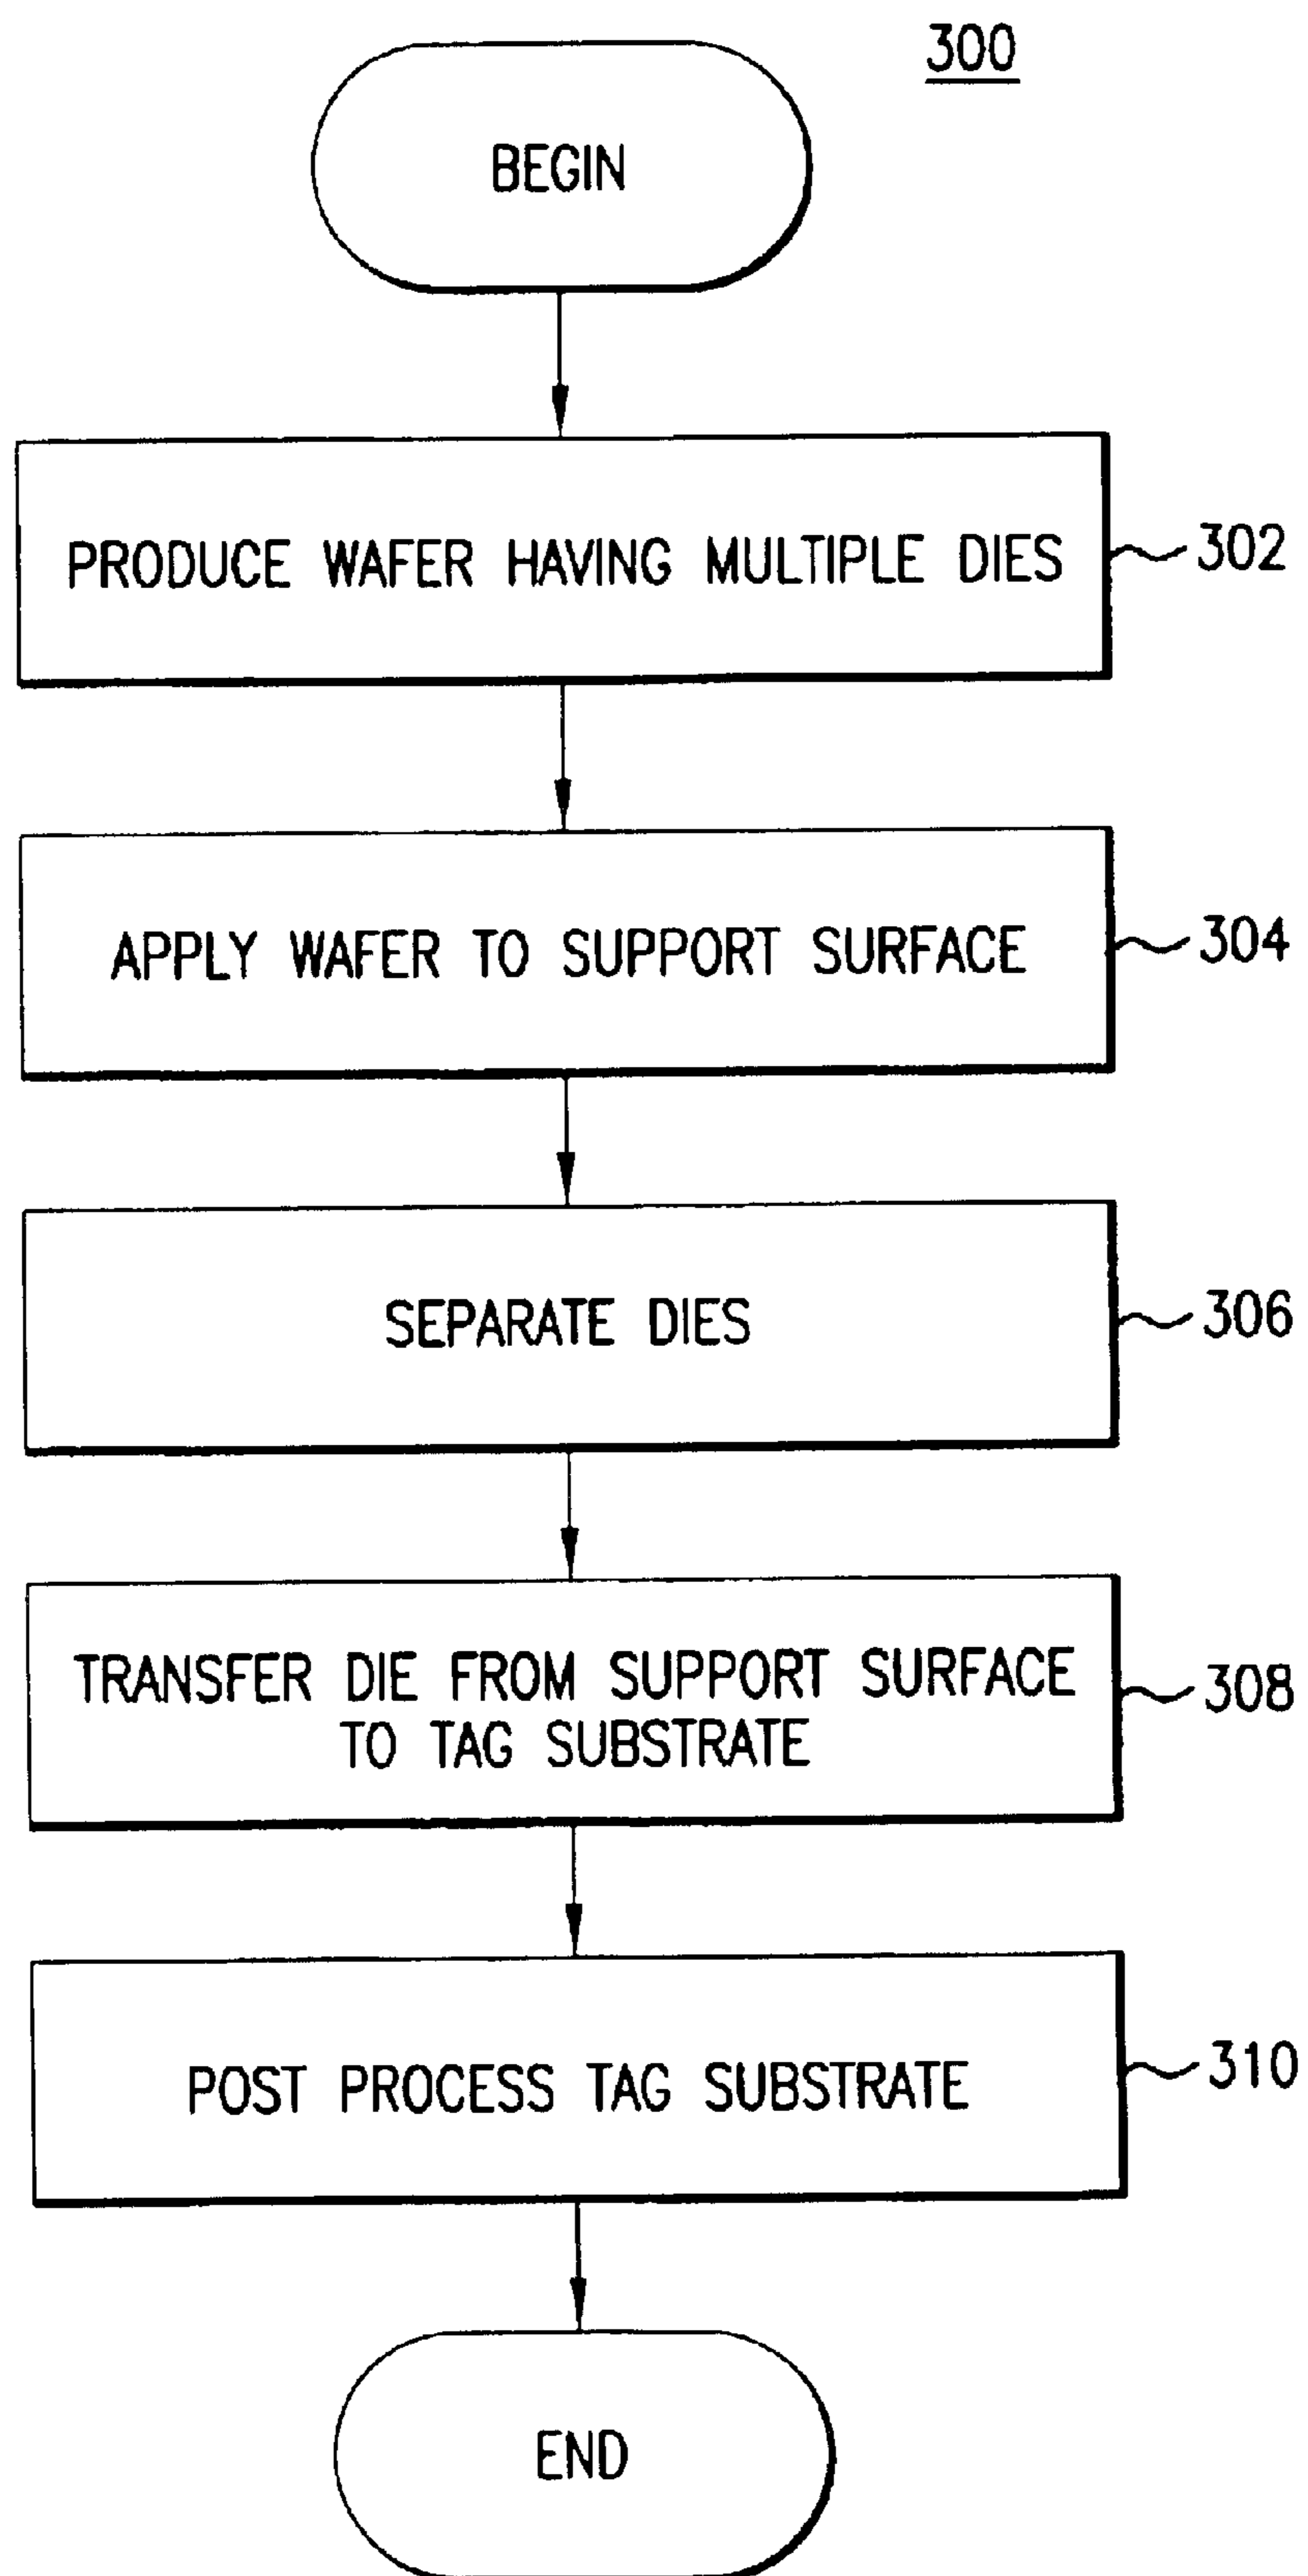 300
BEGIN
PRODUCE WAFER HAVING MULTIPLE DIES
302
APPLY WAFER TO SUPPORT SURFACE
304
SEPARATE DIES
306
TRANSFER DIE FROM SUPPORT SURFACE
TO TAG SUBSTRATE
308
POST PROCESS TAG SUBSTRATE
310
END